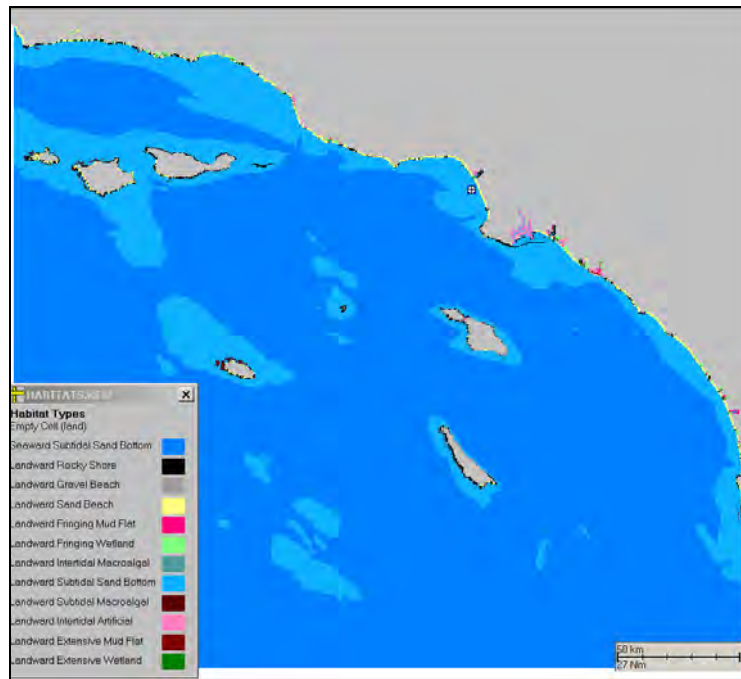 HABITATS.KEM
Habitat Types
Empty Cell (land)
Seaward Subtidal Sand Bottom
Landward Rocky Shore
Landward Gravel Beach
Landward Sand Beach
Landward Fringing Mud Flat
Landward Fringing Wetland
Landward Intertidal Macroalgal
Landward Subtidal Sand Bottom
Landward Subtidal Macroalgal
Landward Intertidal Artificial
Landward Extensive Mud Flat
Landward Extensive Wetland
50 km
27 Nm